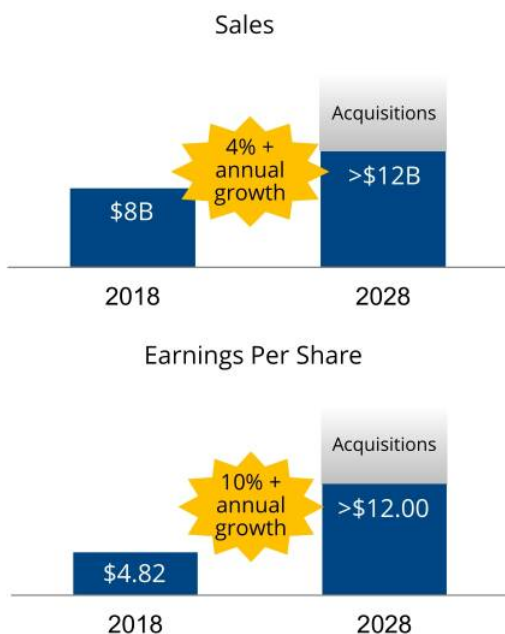 Sales
Acquisitions
4% +
annual
growth
>$12B
$8B
2018
2028
Earnings Per Share
Acquisitions
10% +
annual
growth
>$12.00
$4.82
2018
2028